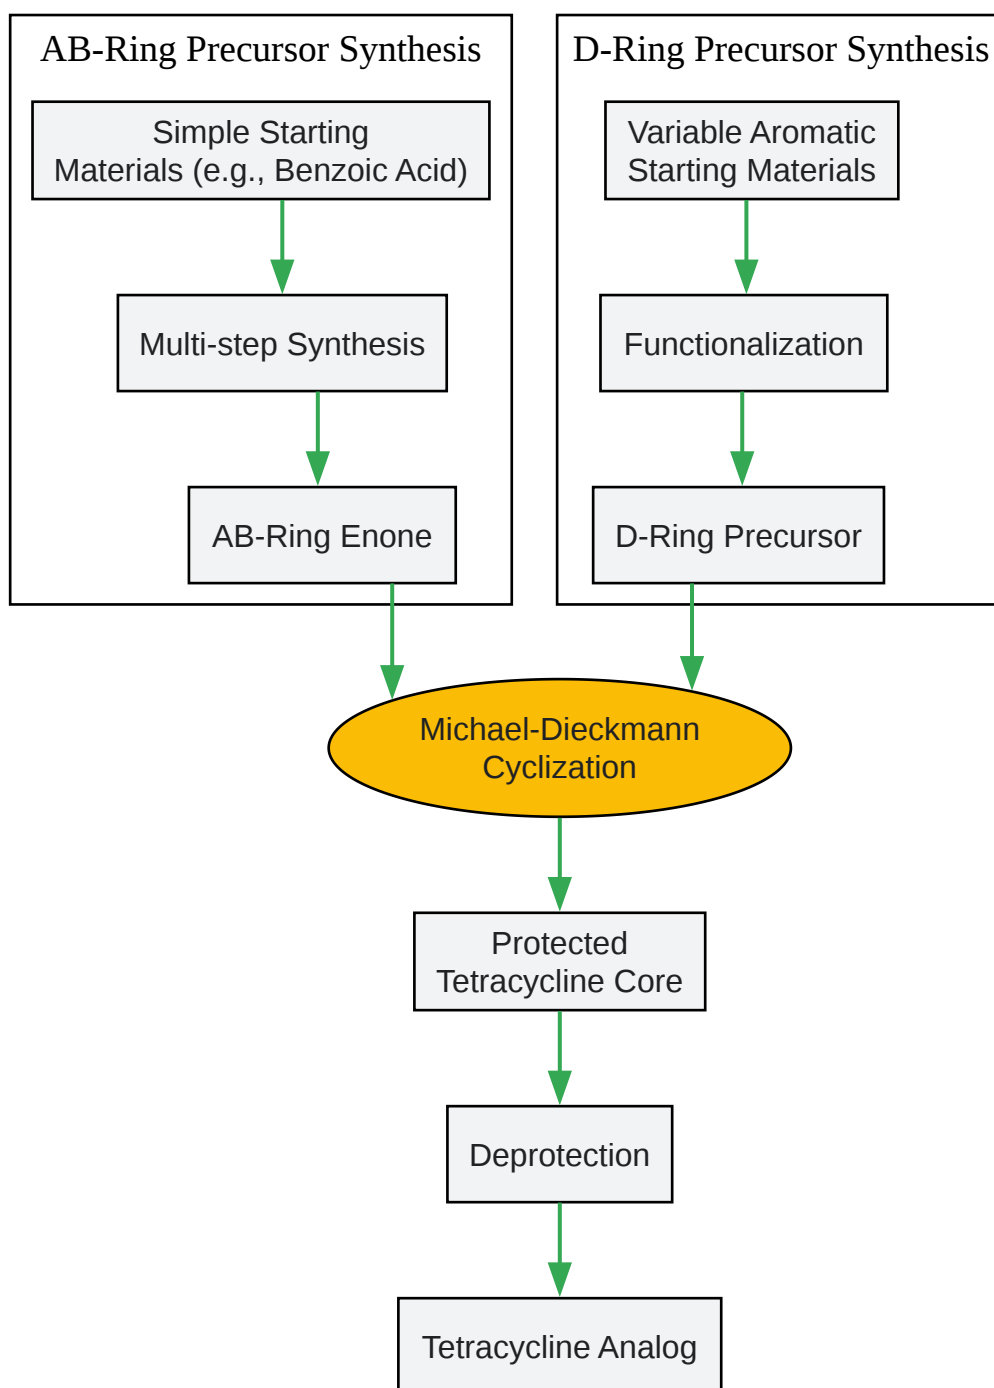 AB-Ring Precursor Synthesis
Simple Starting
Materials (e.g., Benzoic Acid)
Multi-step Synthesis
AB-Ring Enone
D-Ring Precursor Synthesis
Variable Aromatic
Starting Materials
Functionalization
D-Ring Precursor
Michael-Dieckmann
Cyclization
Protected
Tetracycline Core
Deprotection
Tetracycline Analog